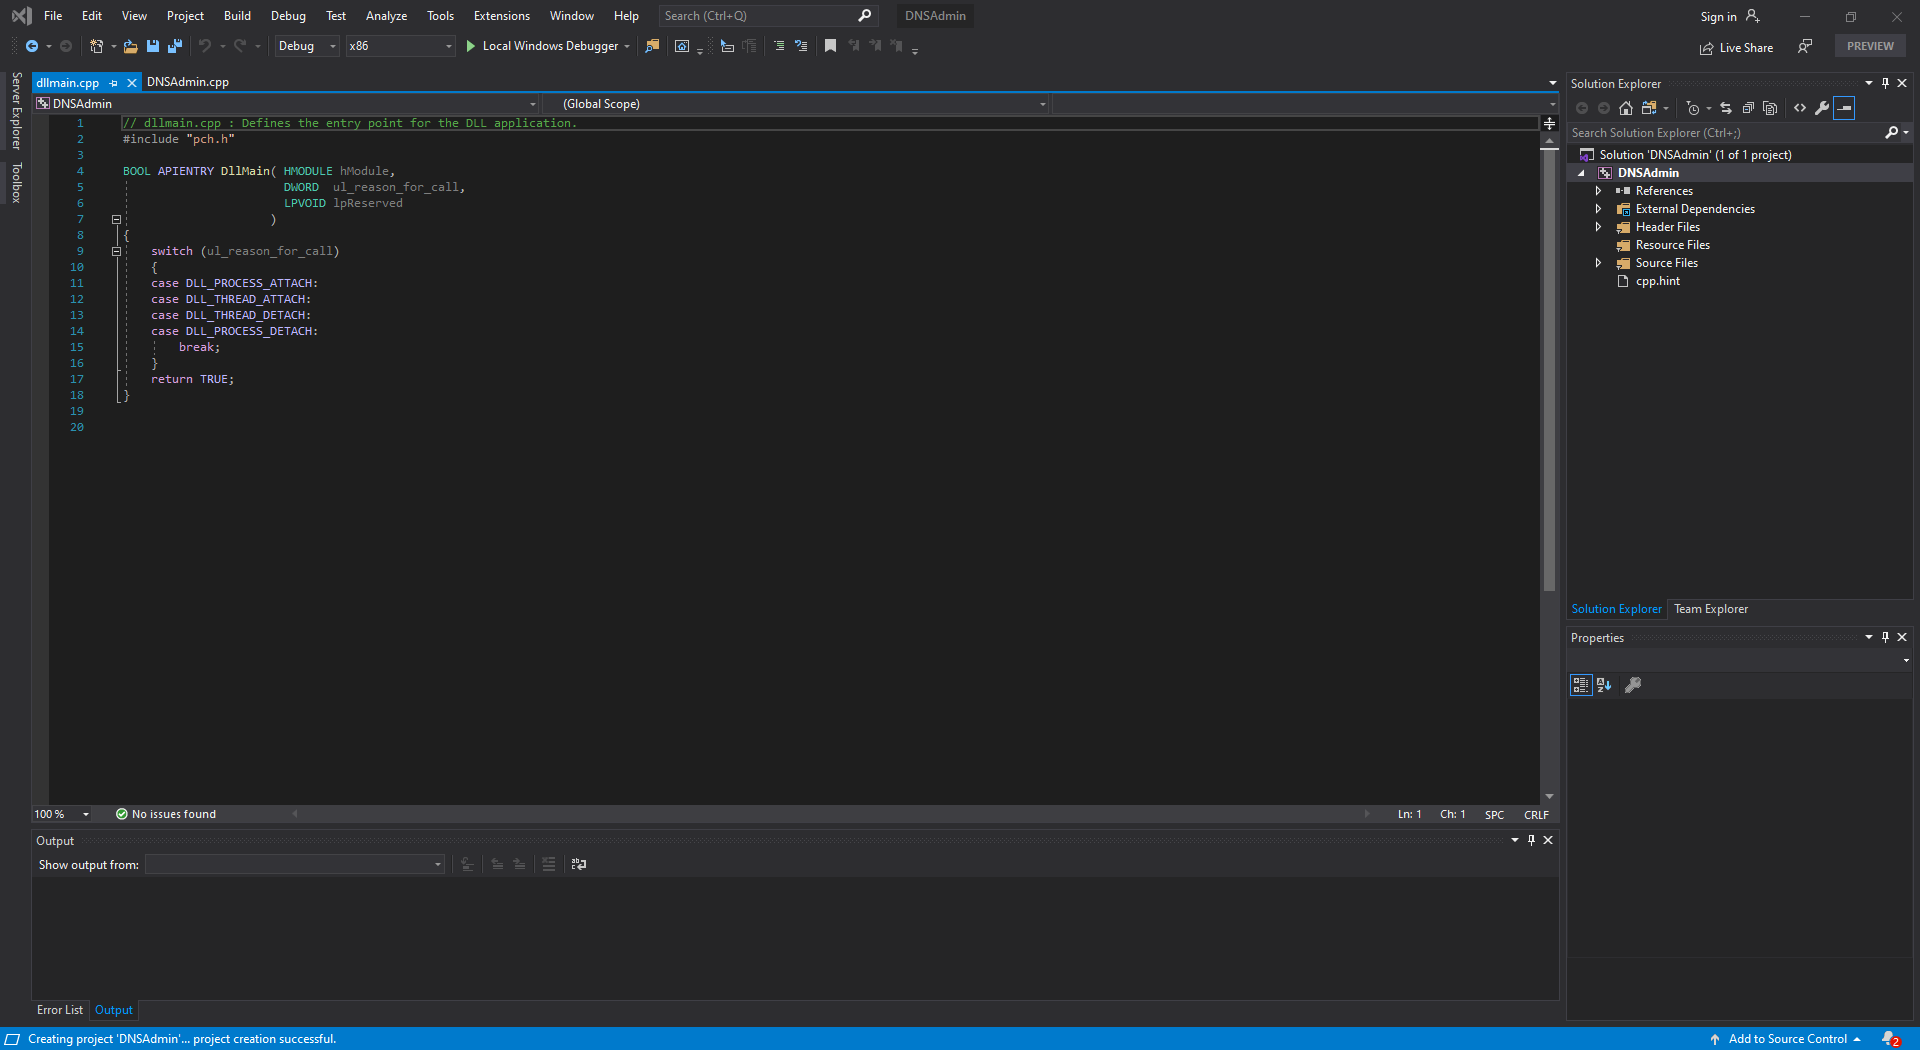 File Edit View Project Build Debug Test Analyze Tools Extensions Window Help Search (Ctrl+Q) DNSAdmin Sign in
Debug x86 Local Windows Debugger Live Share PREVIEW
Server Explorer
Toolbox
dllmain.cpp DNSAdmin.cpp
DNSAdmin (Global Scope)
1 // dllmain.cpp : Defines the entry point for the DLL application.
2 #include "pch.h"
3
4 BOOL APIENTRY DllMain( HMODULE hModule,
5 DWORD  ul_reason_for_call,
6 LPVOID lpReserved
7 )
8 {
9 switch (ul_reason_for_call)
10 {
11 case DLL_PROCESS_ATTACH:
12 case DLL_THREAD_ATTACH:
13 case DLL_THREAD_DETACH:
14 case DLL_PROCESS_DETACH:
15 break;
16 }
17 return TRUE;
18 }
19
20
100 % No issues found Ln: 1 Ch: 1 SPC CRLF
Output
Show output from:
Error List Output
Solution Explorer
Search Solution Explorer (Ctrl+;)
Solution 'DNSAdmin' (1 of 1 project)
DNSAdmin
References
External Dependencies
Header Files
Resource Files
Source Files
cpp.hint
Solution Explorer Team Explorer
Properties
Creating project 'DNSAdmin'... project creation successful. Add to Source Control 2